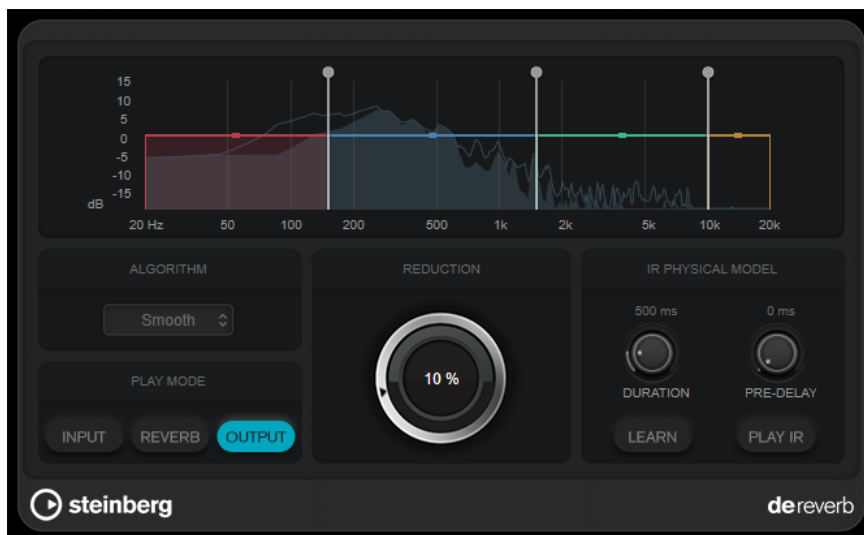 15
10
5
0
-5
-10
-15
dB
20 Hz 50 100 200 500 1k 2k 5k 10k 20k
ALGORITHM
Smooth
PLAY MODE
INPUT REVERB OUTPUT
REDUCTION
10 %
IR PHYSICAL MODEL
500 ms 0 ms
DURATION PRE-DELAY
LEARN PLAY IR
steinberg
dereverb